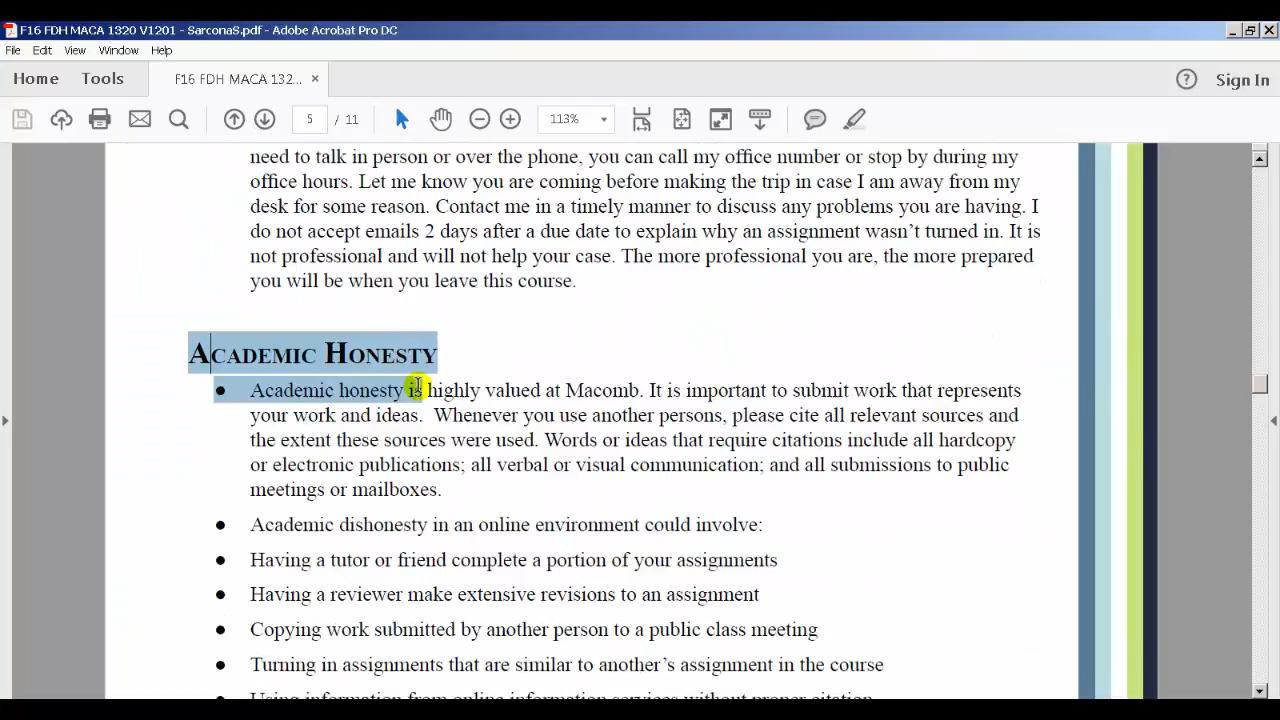 F16 FDH MACA 1320 V1201 - SarconaS.pdf - Adobe Acrobat Pro DC
File Edit View Window Help
Home Tools F16 FDH MACA 132... × ? Sign In
5 / 11 113%
need to talk in person or over the phone, you can call my office number or stop by during my
office hours. Let me know you are coming before making the trip in case I am away from my
desk for some reason. Contact me in a timely manner to discuss any problems you are having. I
do not accept emails 2 days after a due date to explain why an assignment wasn't turned in. It is
not professional and will not help your case. The more professional you are, the more prepared
you will be when you leave this course.
ACADEMIC HONESTY
● Academic honesty is highly valued at Macomb. It is important to submit work that represents
your work and ideas. Whenever you use another persons, please cite all relevant sources and
the extent these sources were used. Words or ideas that require citations include all hardcopy
or electronic publications; all verbal or visual communication; and all submissions to public
meetings or mailboxes.
● Academic dishonesty in an online environment could involve:
● Having a tutor or friend complete a portion of your assignments
● Having a reviewer make extensive revisions to an assignment
● Copying work submitted by another person to a public class meeting
● Turning in assignments that are similar to another's assignment in the course
● Using information from online information services without proper citation